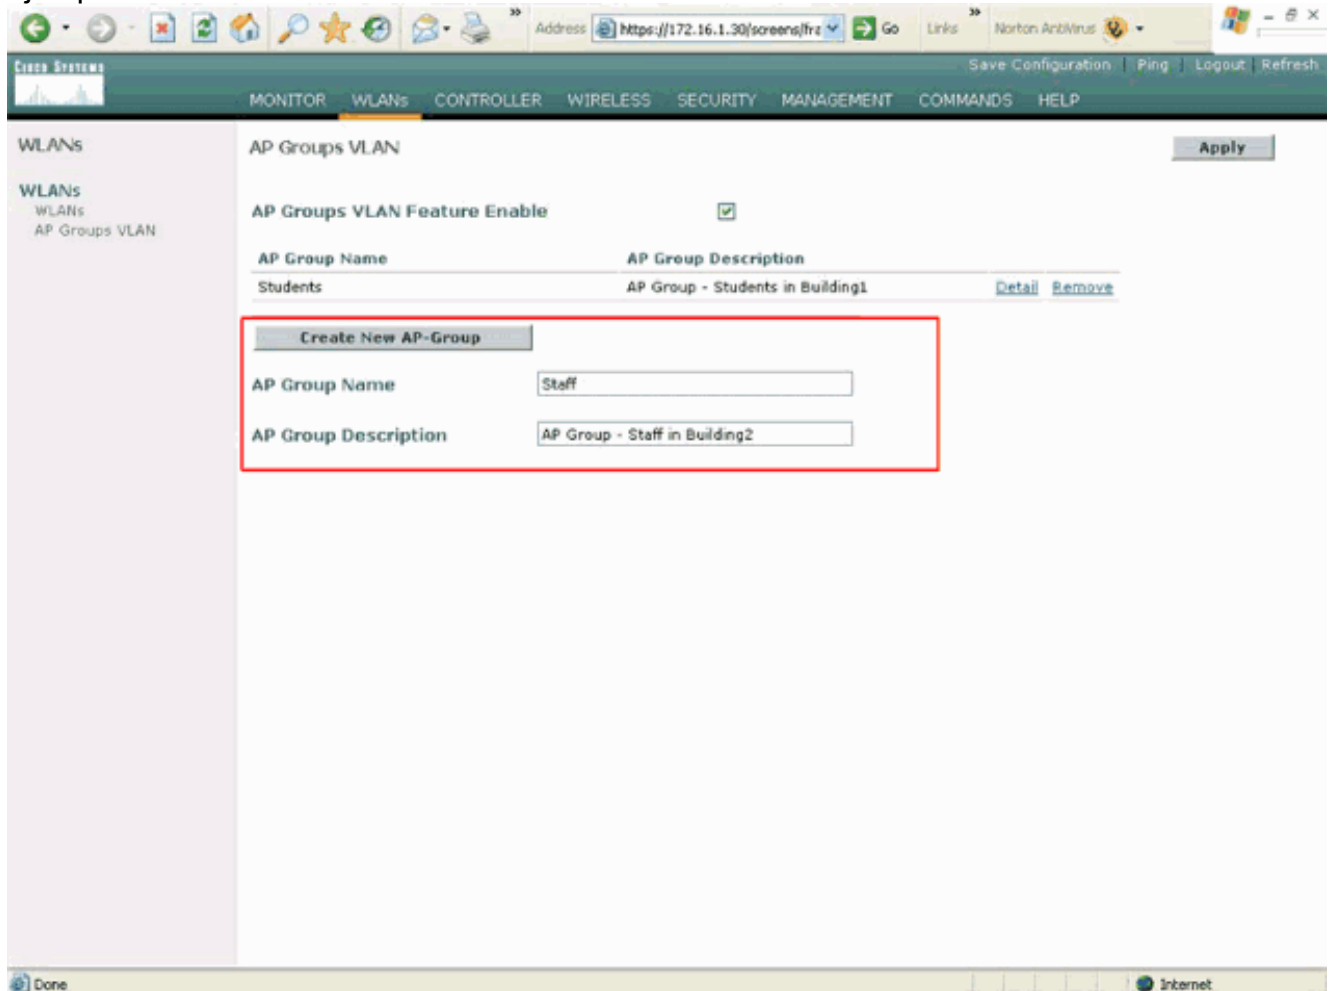 Address https://172.16.1.30/screens/fra Go Links Norton AntiVirus
CISCO SYSTEMS
Save Configuration | Ping | Logout | Refresh
MONITOR WLANs CONTROLLER WIRELESS SECURITY MANAGEMENT COMMANDS HELP
WLANs
WLANs
WLANs
AP Groups VLAN
AP Groups VLAN
Apply
AP Groups VLAN Feature Enable
AP Group Name AP Group Description
Students AP Group - Students in Building1 Detail Remove
Create New AP-Group
AP Group Name Staff
AP Group Description AP Group - Staff in Building2
Done Internet